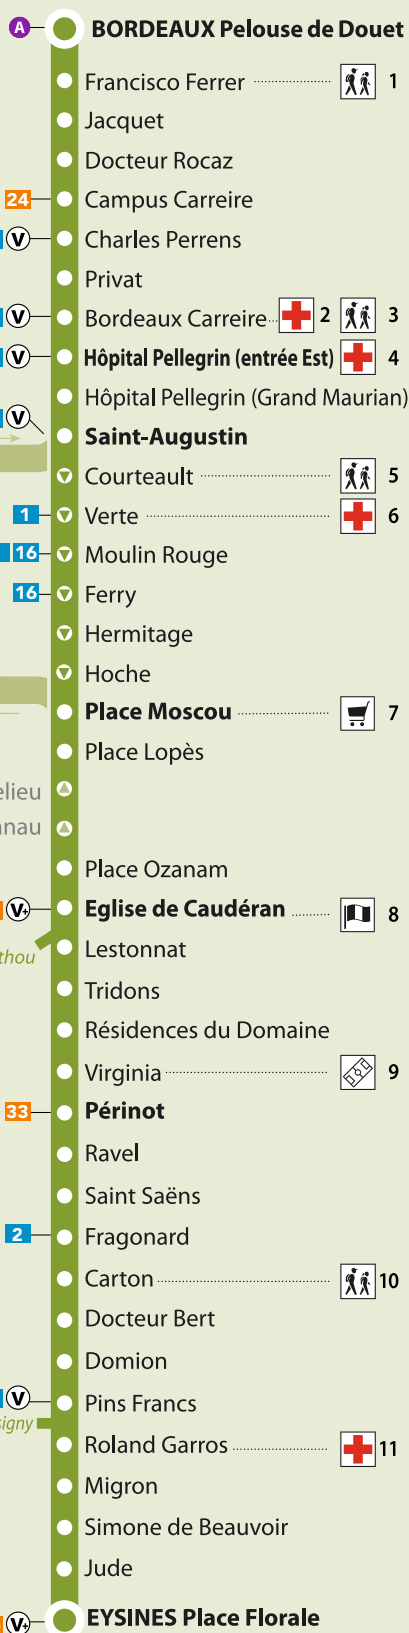 A BORDEAUX Pelouse de Douet
Francisco Ferrer 1
Jacquet
Docteur Rocaz
24 Campus Carreire
V Charles Perrens
Privat
V Bordeaux Carreire 2 3
V Hôpital Pellegrin (entrée Est) 4
Hôpital Pellegrin (Grand Maurian)
V Saint-Augustin
Courteault 5
1 Verte 6
16 Moulin Rouge
16 Ferry
Hermitage
Hoche
Place Moscou 7
Place Lopès
elieu
nau
Place Ozanam
V+ Eglise de Caudéran 8
thou Lestonnat
Tridons
Résidences du Domaine
Virginia 9
33 Périnot
Ravel
Saint Saëns
2 Fragonard
Carton 10
Docteur Bert
Domion
V Pins Francs
signy
Roland Garros 11
Migron
Simone de Beauvoir
Jude
V+ EYSINES Place Florale